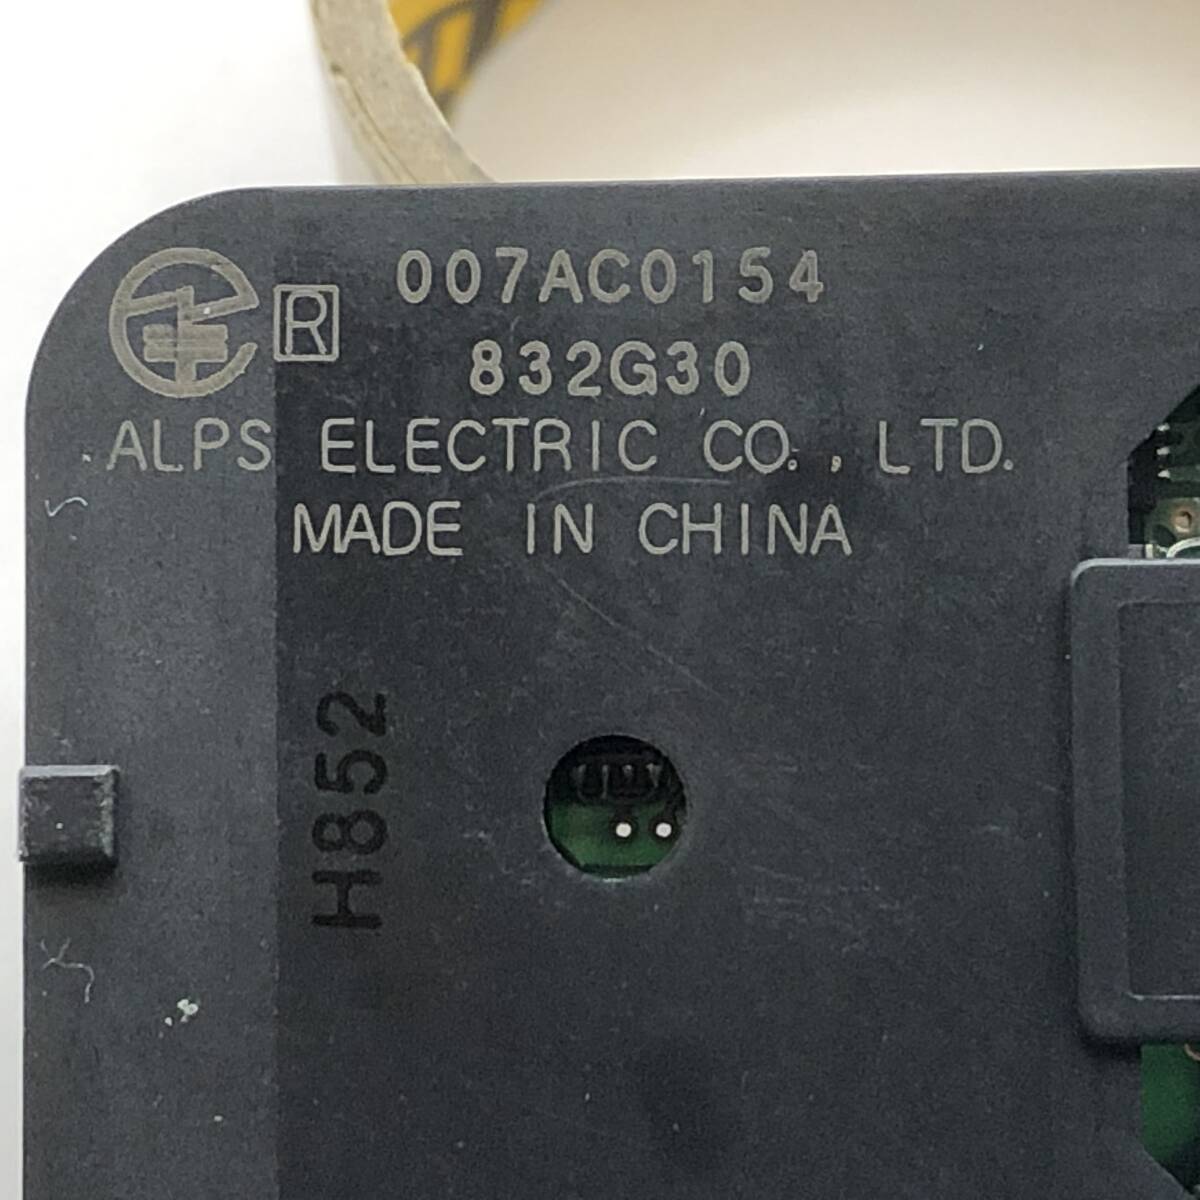 R 007AC0154
832G30
ALPS ELECTRIC CO., LTD.
MADE IN CHINA
H852